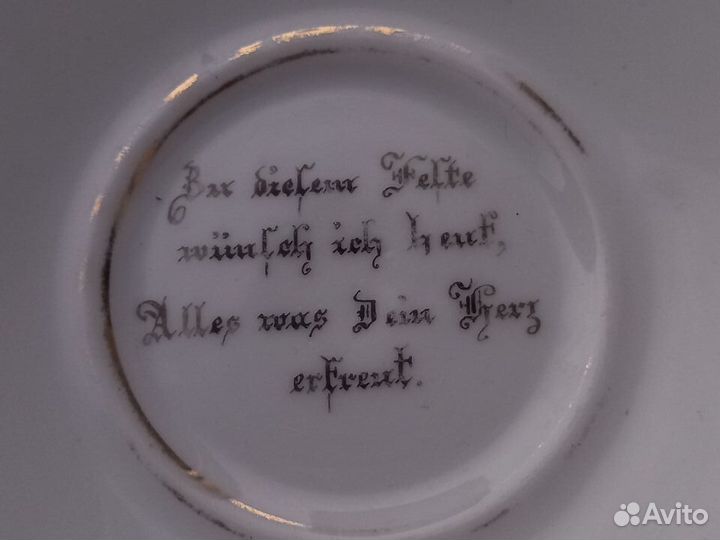 Zu diesem Feste
wünsch ich heut,
Alles was Dein Herz
erfreut.
Avito